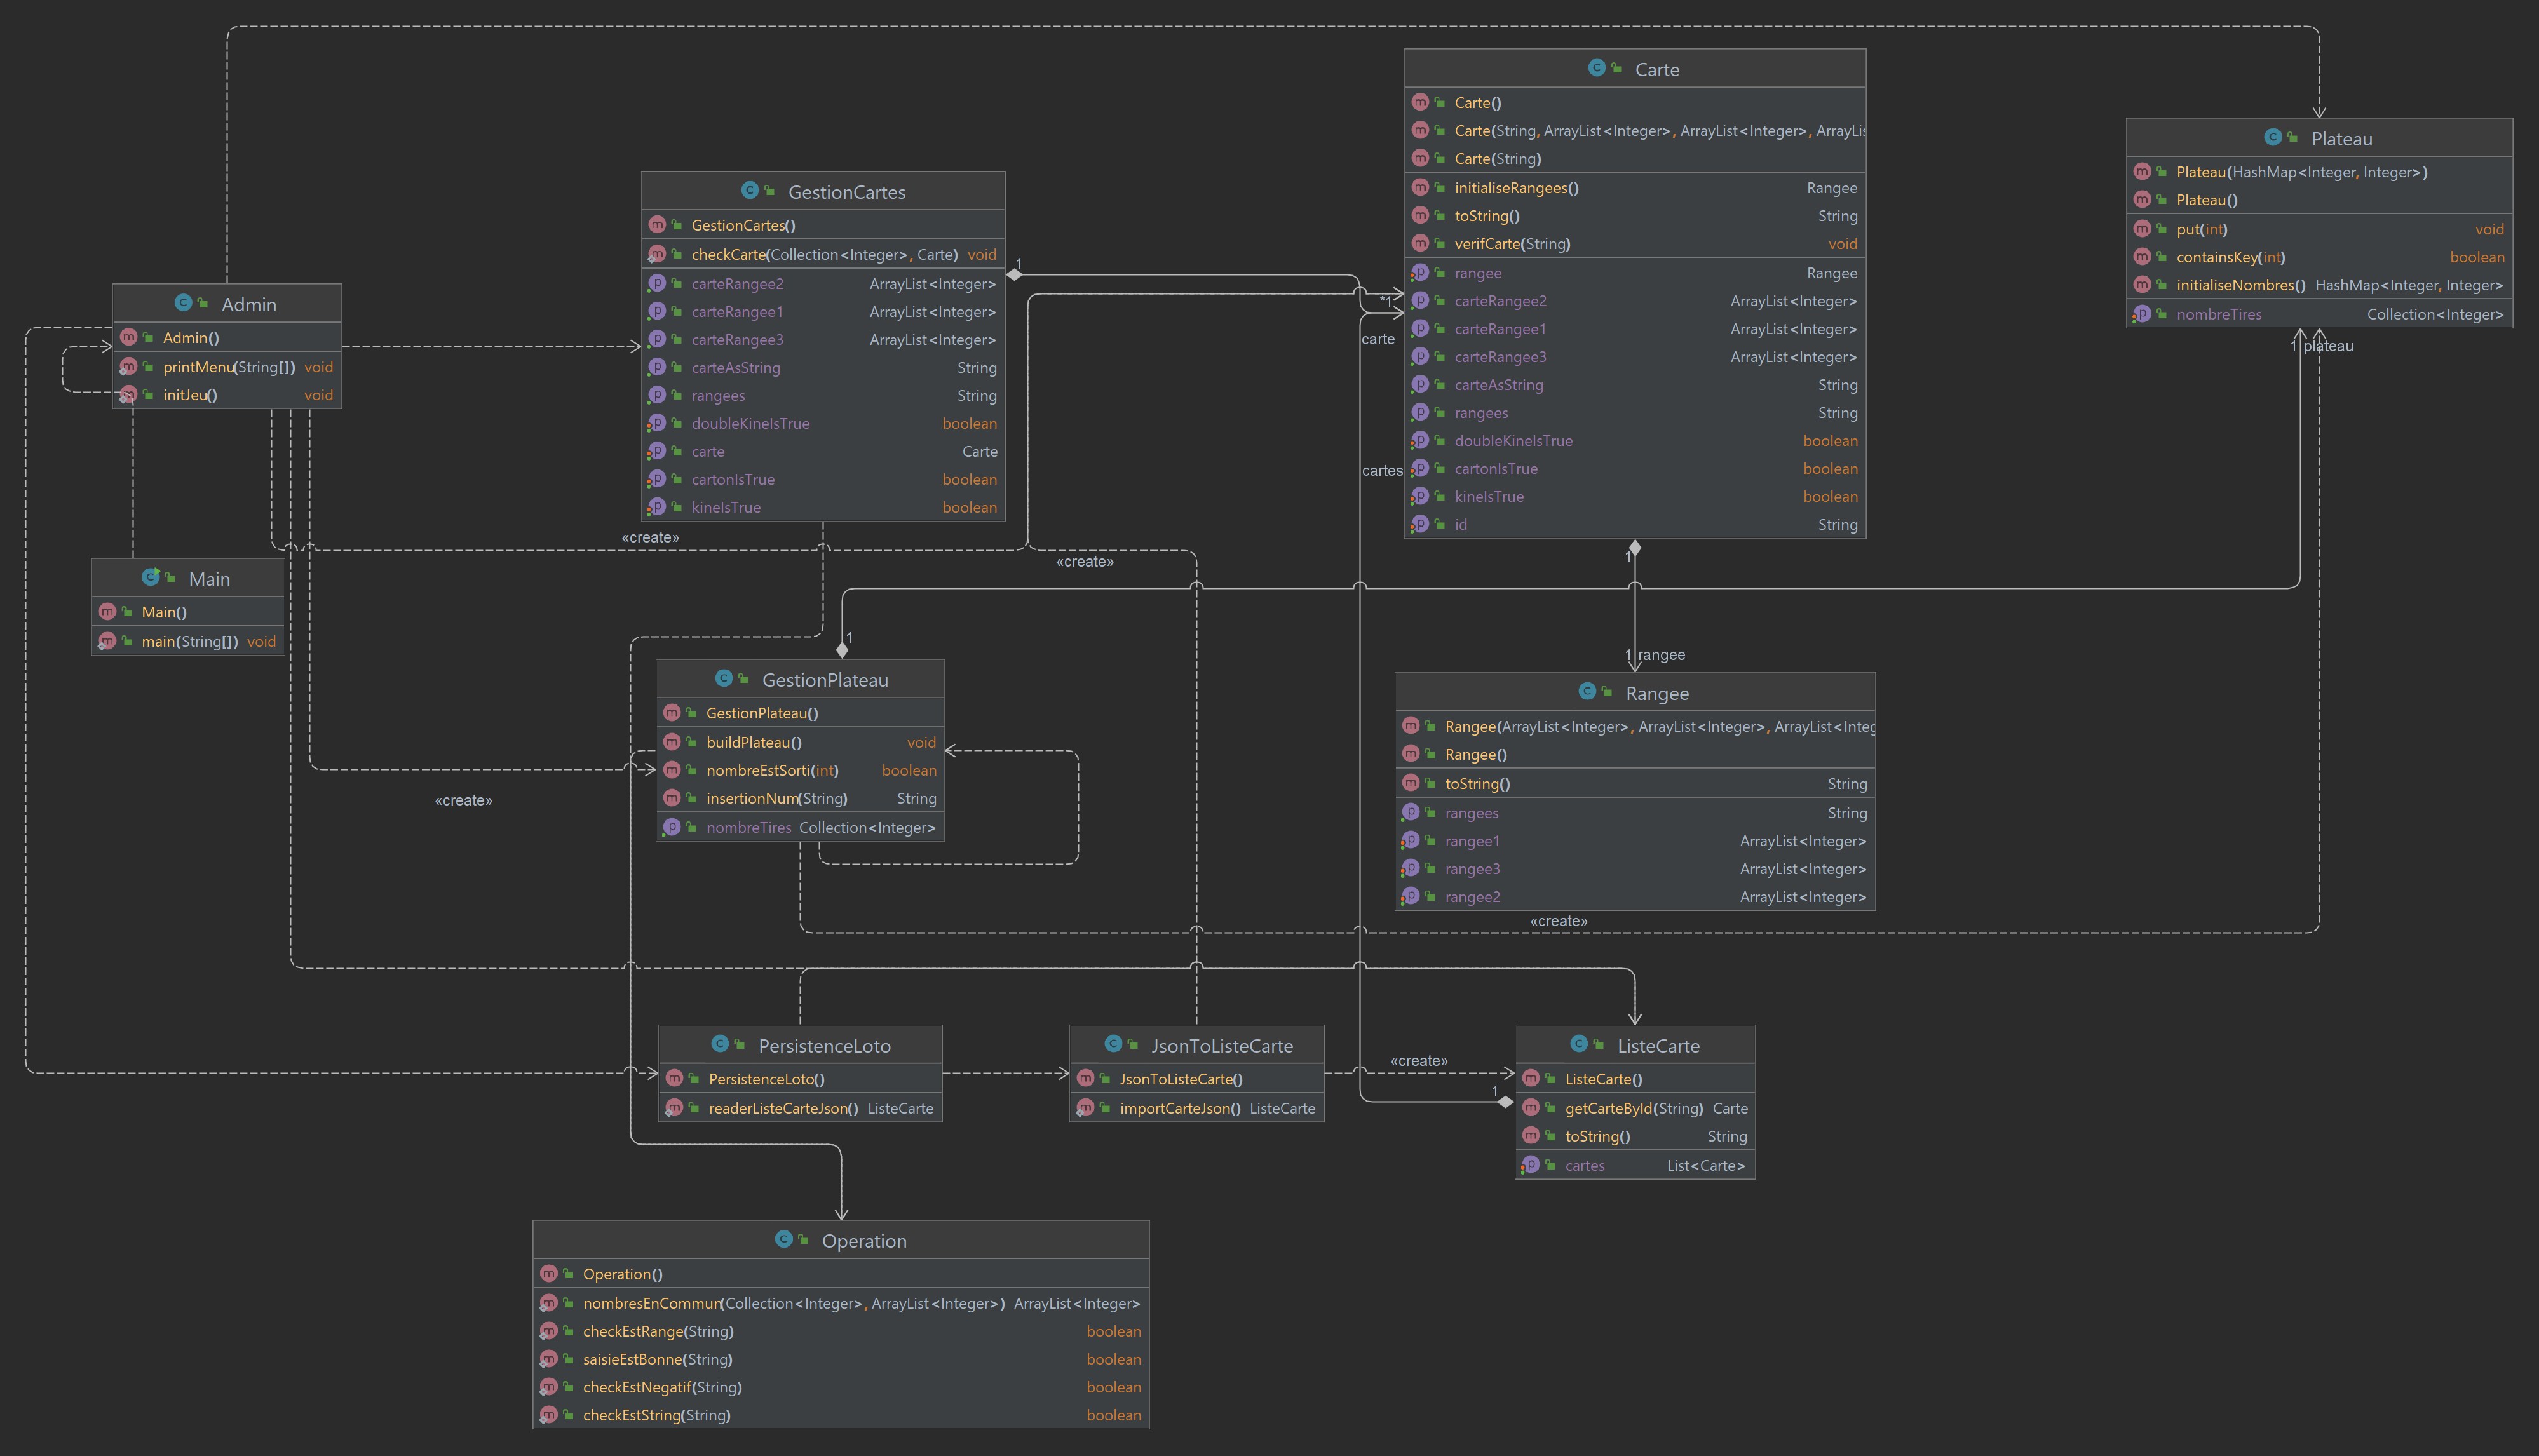 Carte
Carte()
Carte(String, ArrayList<Integer>, ArrayList<Integer>, ArrayLis
Carte(String)
initialiseRangees() Rangee
toString() String
verifCarte(String) void
rangee Rangee
carteRangee2 ArrayList<Integer>
carteRangee1 ArrayList<Integer>
carteRangee3 ArrayList<Integer>
carteAsString String
rangees String
doubleKineIsTrue boolean
cartonIsTrue boolean
kineIsTrue boolean
id String
Plateau
Plateau(HashMap<Integer, Integer>)
Plateau()
put(int) void
containsKey(int) boolean
initialiseNombres() HashMap<Integer, Integer>
nombreTires Collection<Integer>
1 plateau
GestionCartes
GestionCartes()
checkCarte(Collection<Integer>, Carte) void
carteRangee2 ArrayList<Integer>
carteRangee1 ArrayList<Integer>
carteRangee3 ArrayList<Integer>
carteAsString String
rangees String
doubleKineIsTrue boolean
carte Carte
cartonIsTrue boolean
kineIsTrue boolean
1
*1
carte
cartes
Admin
Admin()
printMenu(String[]) void
initJeu() void
«create»
«create»
Main
Main()
main(String[]) void
1
1
1 rangee
GestionPlateau
GestionPlateau()
buildPlateau() void
nombreEstSorti(int) boolean
insertionNum(String) String
nombreTires Collection<Integer>
«create»
Rangee
Rangee(ArrayList<Integer>, ArrayList<Integer>, ArrayList<Integ
Rangee()
toString() String
rangees String
rangee1 ArrayList<Integer>
rangee3 ArrayList<Integer>
rangee2 ArrayList<Integer>
«create»
PersistenceLoto
PersistenceLoto()
readerListeCarteJson() ListeCarte
JsonToListeCarte
JsonToListeCarte()
importCarteJson() ListeCarte
«create»
1
ListeCarte
ListeCarte()
getCarteById(String) Carte
toString() String
cartes List<Carte>
Operation
Operation()
nombresEnCommun(Collection<Integer>, ArrayList<Integer>) ArrayList<Integer>
checkEstRange(String) boolean
saisieEstBonne(String) boolean
checkEstNegatif(String) boolean
checkEstString(String) boolean